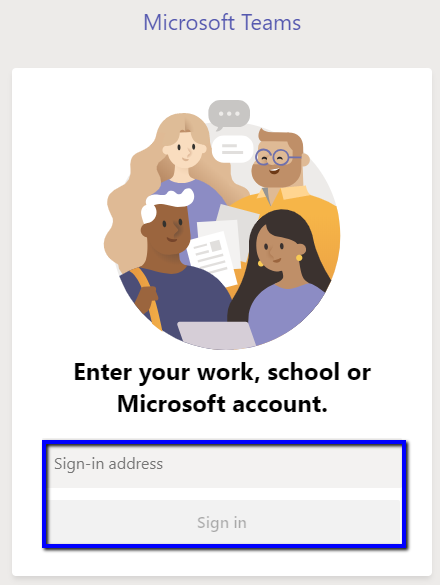 Microsoft Teams
Enter your work, school or
Microsoft account.
Sign-in address
Sign in